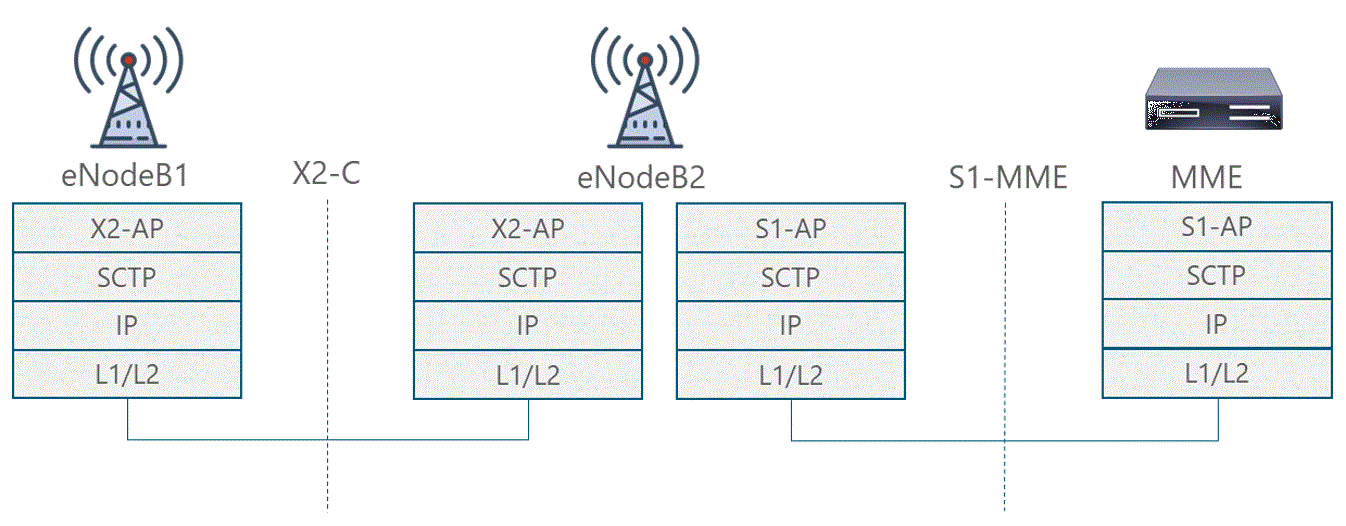 eNodeB1
X2-C
eNodeB2
S1-MME
MME
X2-AP
SCTP
IP
L1/L2
X2-AP
SCTP
IP
L1/L2
S1-AP
SCTP
IP
L1/L2
S1-AP
SCTP
IP
L1/L2